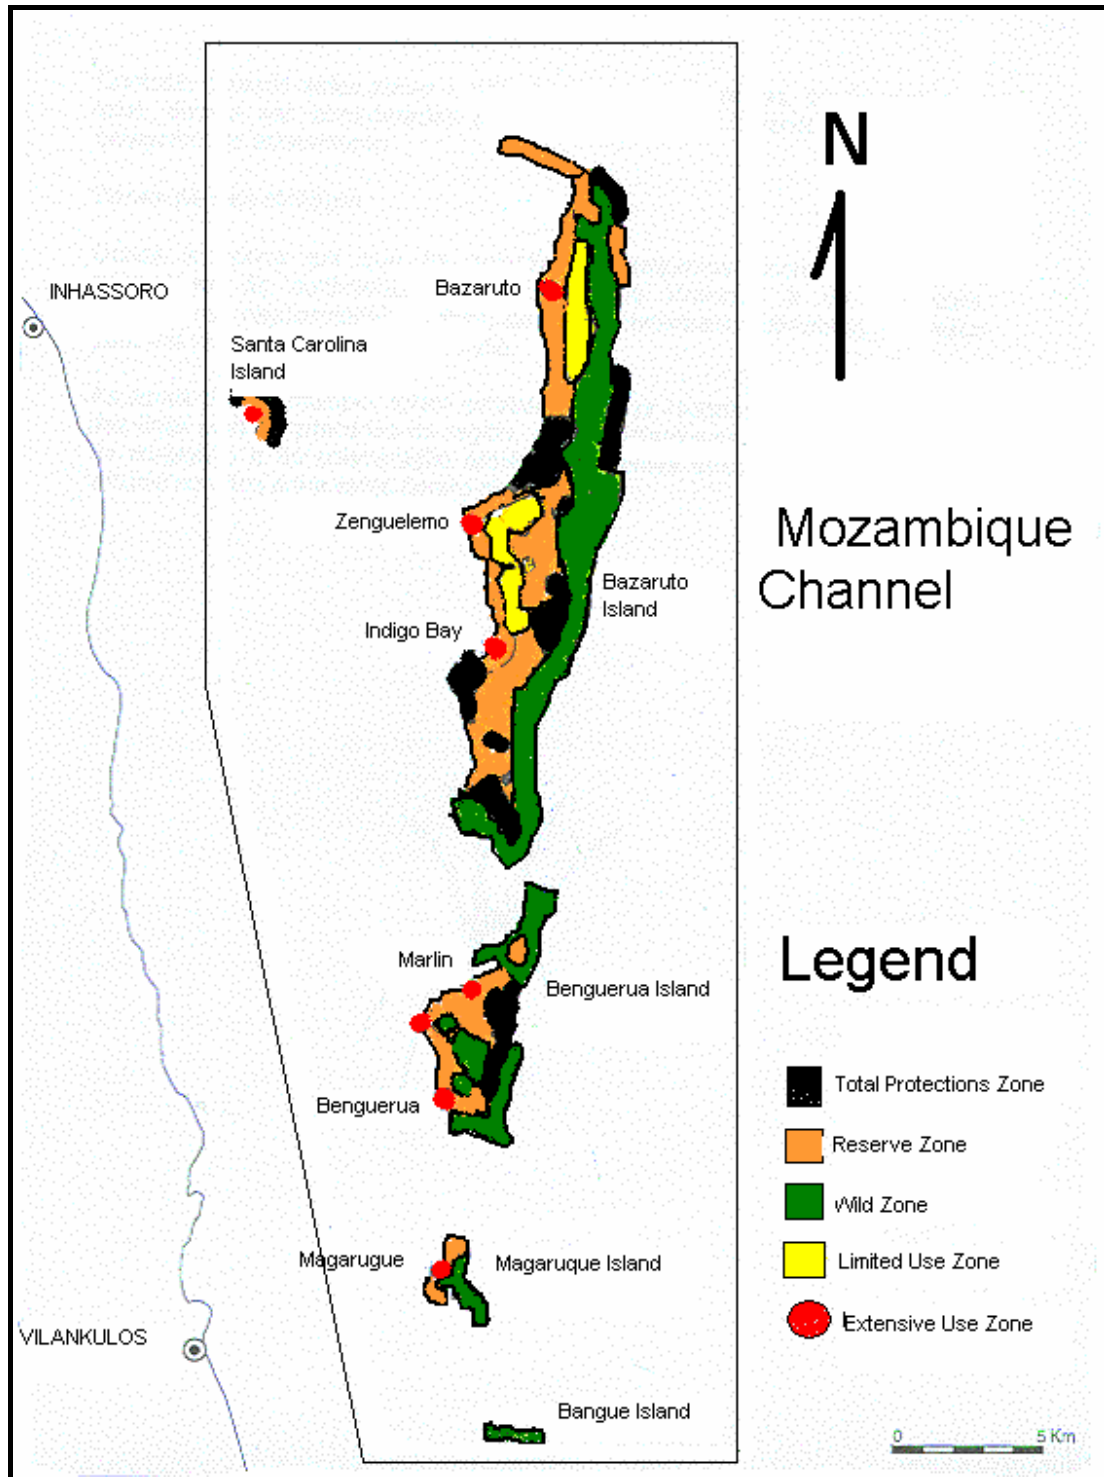 N
INHASSORO
Bazaruto
Santa Carolina
Island
Zenguelemo
Mozambique
Channel
Bazaruto
Island
Indigo Bay
Marlin
Benguerua Island
Legend
Benguerua
Total Protections Zone
Reserve Zone
Wild Zone
Magarugue
Magaruque Island
Limited Use Zone
Extensive Use Zone
VILANKULOS
Bangue Island
0 5 Km